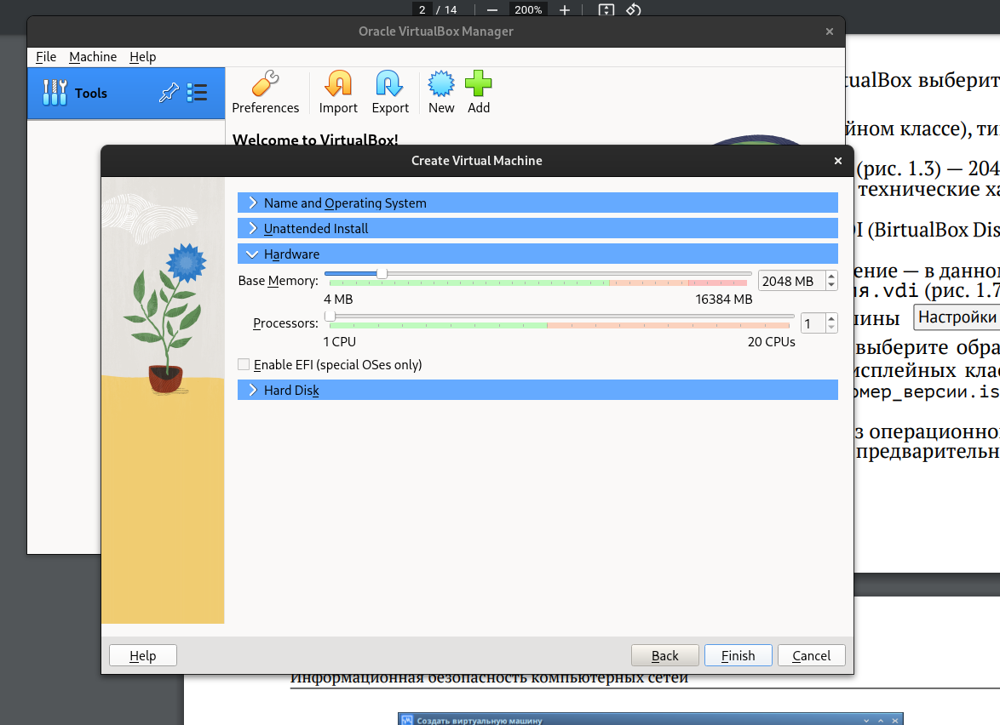 2 / 14 200%
Oracle VirtualBox Manager
File Machine Help
Tools
Preferences Import Export New Add
Welcome to VirtualBox!
выберит
йном классе), ти
(рис. 1.3) — 204
технические ха
(BirtualBox Dis
ение — в данном
я.vdi (рис. 1.7
Настройки
выберите обра
исплейных клас
омер_версии.is
з операционно
предварительн
Create Virtual Machine
Name and Operating System
Unattended Install
Hardware
Base Memory: 2048 MB
4 MB 16384 MB
Processors: 1
1 CPU 20 CPUs
Enable EFI (special OSes only)
Hard Disk
Help Back Finish Cancel
Информационная безопасность компьютерных сетей
Создать виртуальную машину